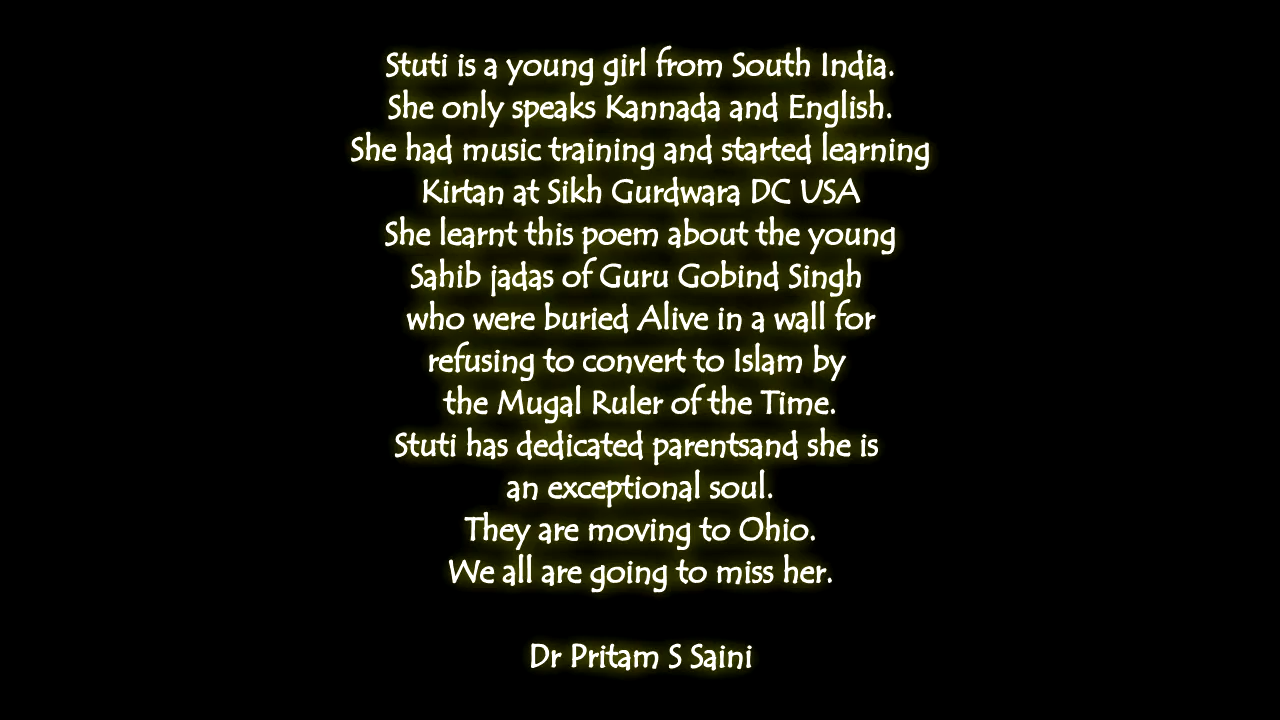 Stuti is a young girl from South India.
She only speaks Kannada and English.
She had music training and started learning
Kirtan at Sikh Gurdwara DC USA
She learnt this poem about the young
Sahib jadas of Guru Gobind Singh
who were buried Alive in a wall for
refusing to convert to Islam by
the Mugal Ruler of the Time.
Stuti has dedicated parentsand she is
an exceptional soul.
They are moving to Ohio.
We all are going to miss her.
Dr Pritam S Saini